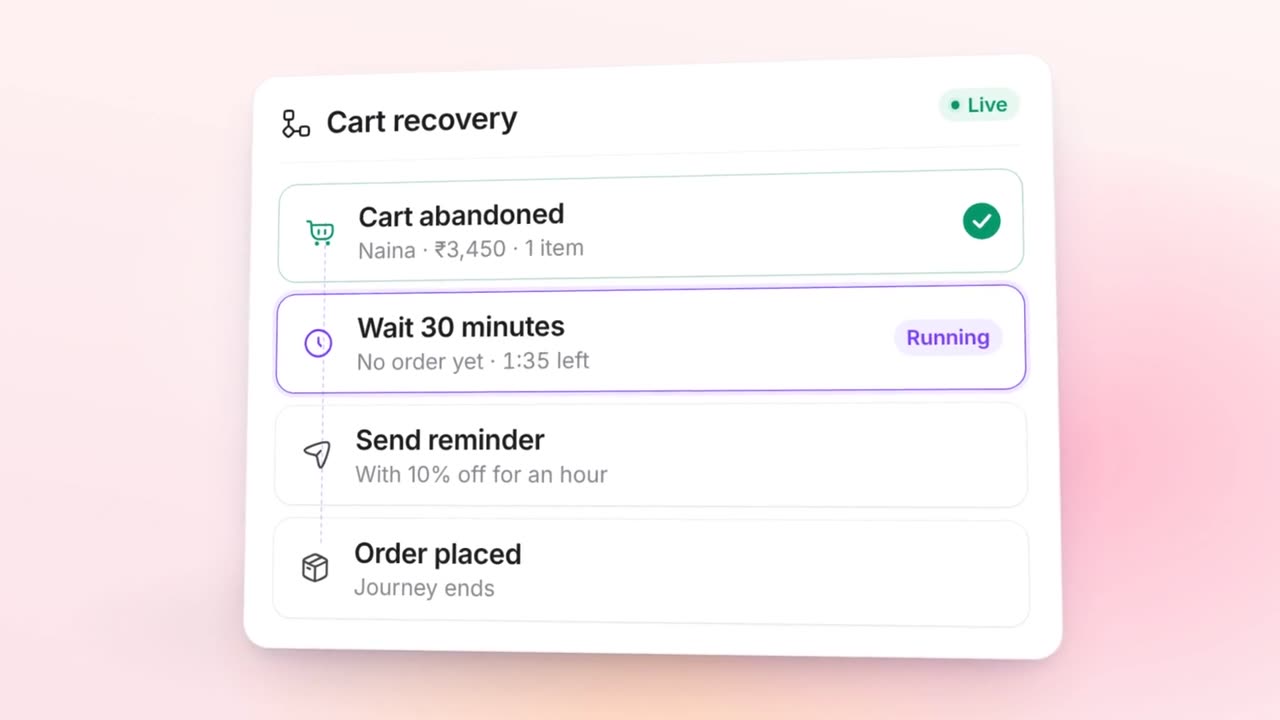 Cart recovery
Live
Cart abandoned
Naina · ₹3,450 · 1 item
Wait 30 minutes
No order yet · 1:35 left
Running
Send reminder
With 10% off for an hour
Order placed
Journey ends